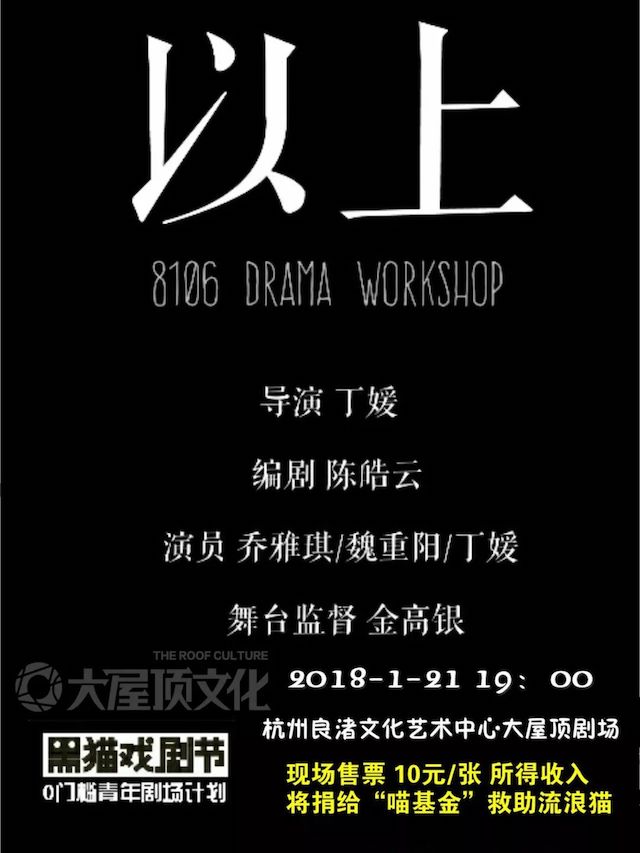 以上
8106 DRAMA WORKSHOP
导演 丁媛
编剧 陈皓云
演员 乔雅琪/魏重阳/丁媛
舞台监督 金高银
THE ROOF CULTURE
大屋顶文化
2018-1-21 19：00
杭州良渚文化艺术中心·大屋顶剧场
黑猫戏剧节
0门槛青年剧场计划
现场售票 10元/张 所得收入
将捐给“喵基金”救助流浪猫